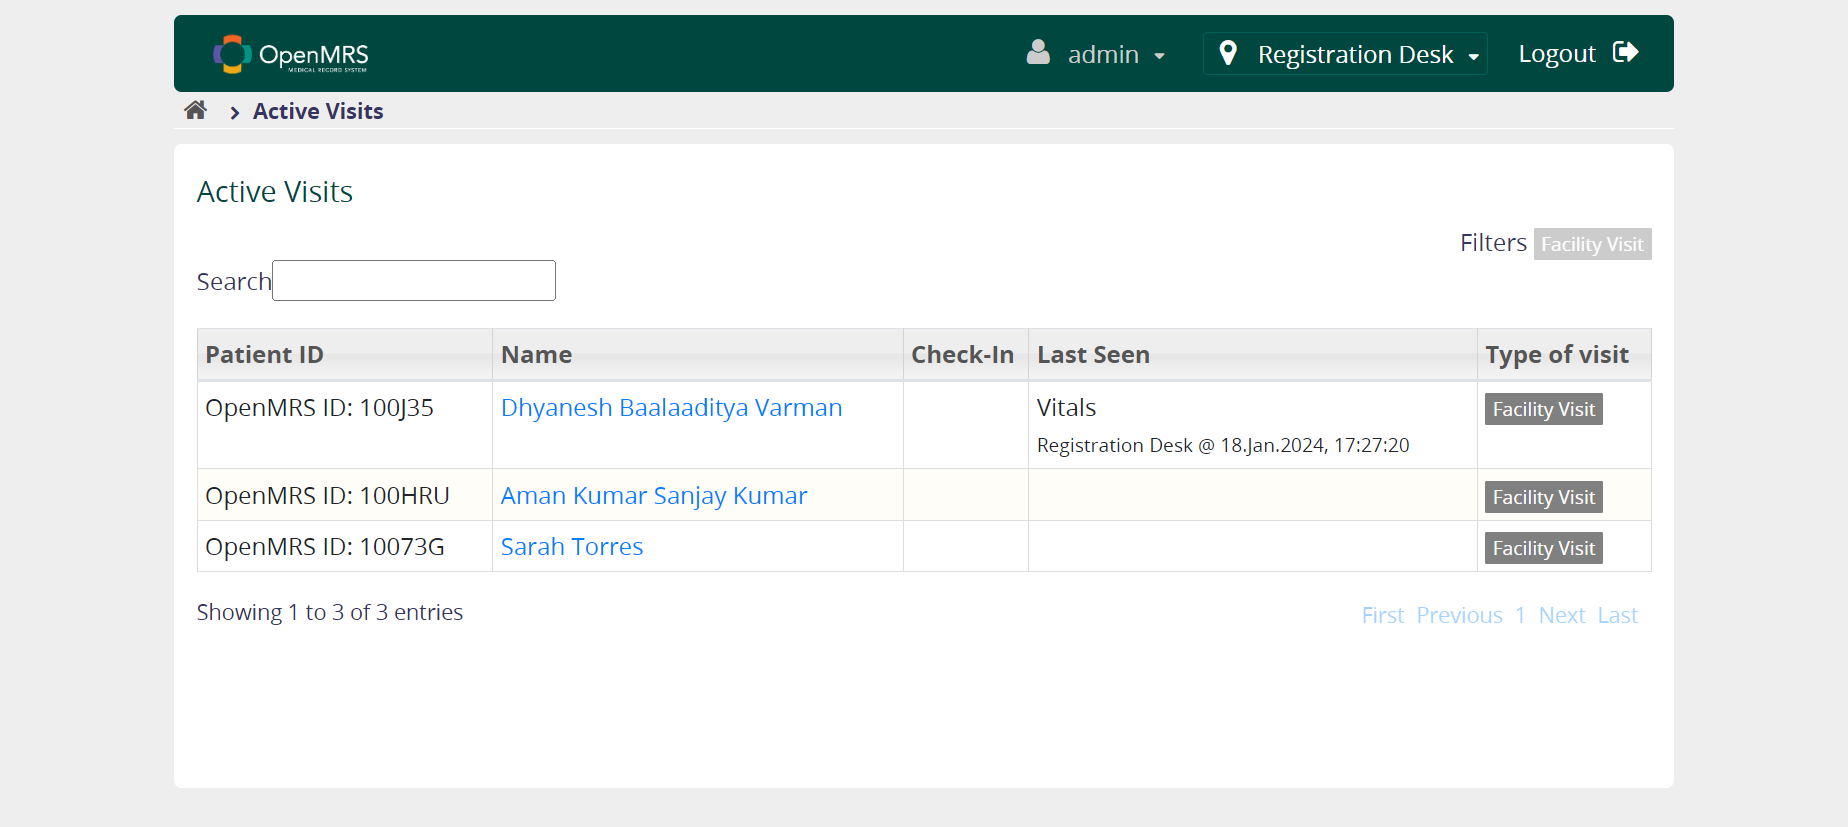 OpenMRS
MEDICAL RECORD SYSTEM
admin
Registration Desk
Logout
Active Visits
Active Visits
Filters Facility Visit
Search
Patient ID Name Check-In Last Seen Type of visit
OpenMRS ID: 100J35 Dhyanesh Baalaaditya Varman Vitals Facility Visit
Registration Desk @ 18.Jan.2024, 17:27:20
OpenMRS ID: 100HRU Aman Kumar Sanjay Kumar Facility Visit
OpenMRS ID: 10073G Sarah Torres Facility Visit
Showing 1 to 3 of 3 entries
First Previous 1 Next Last